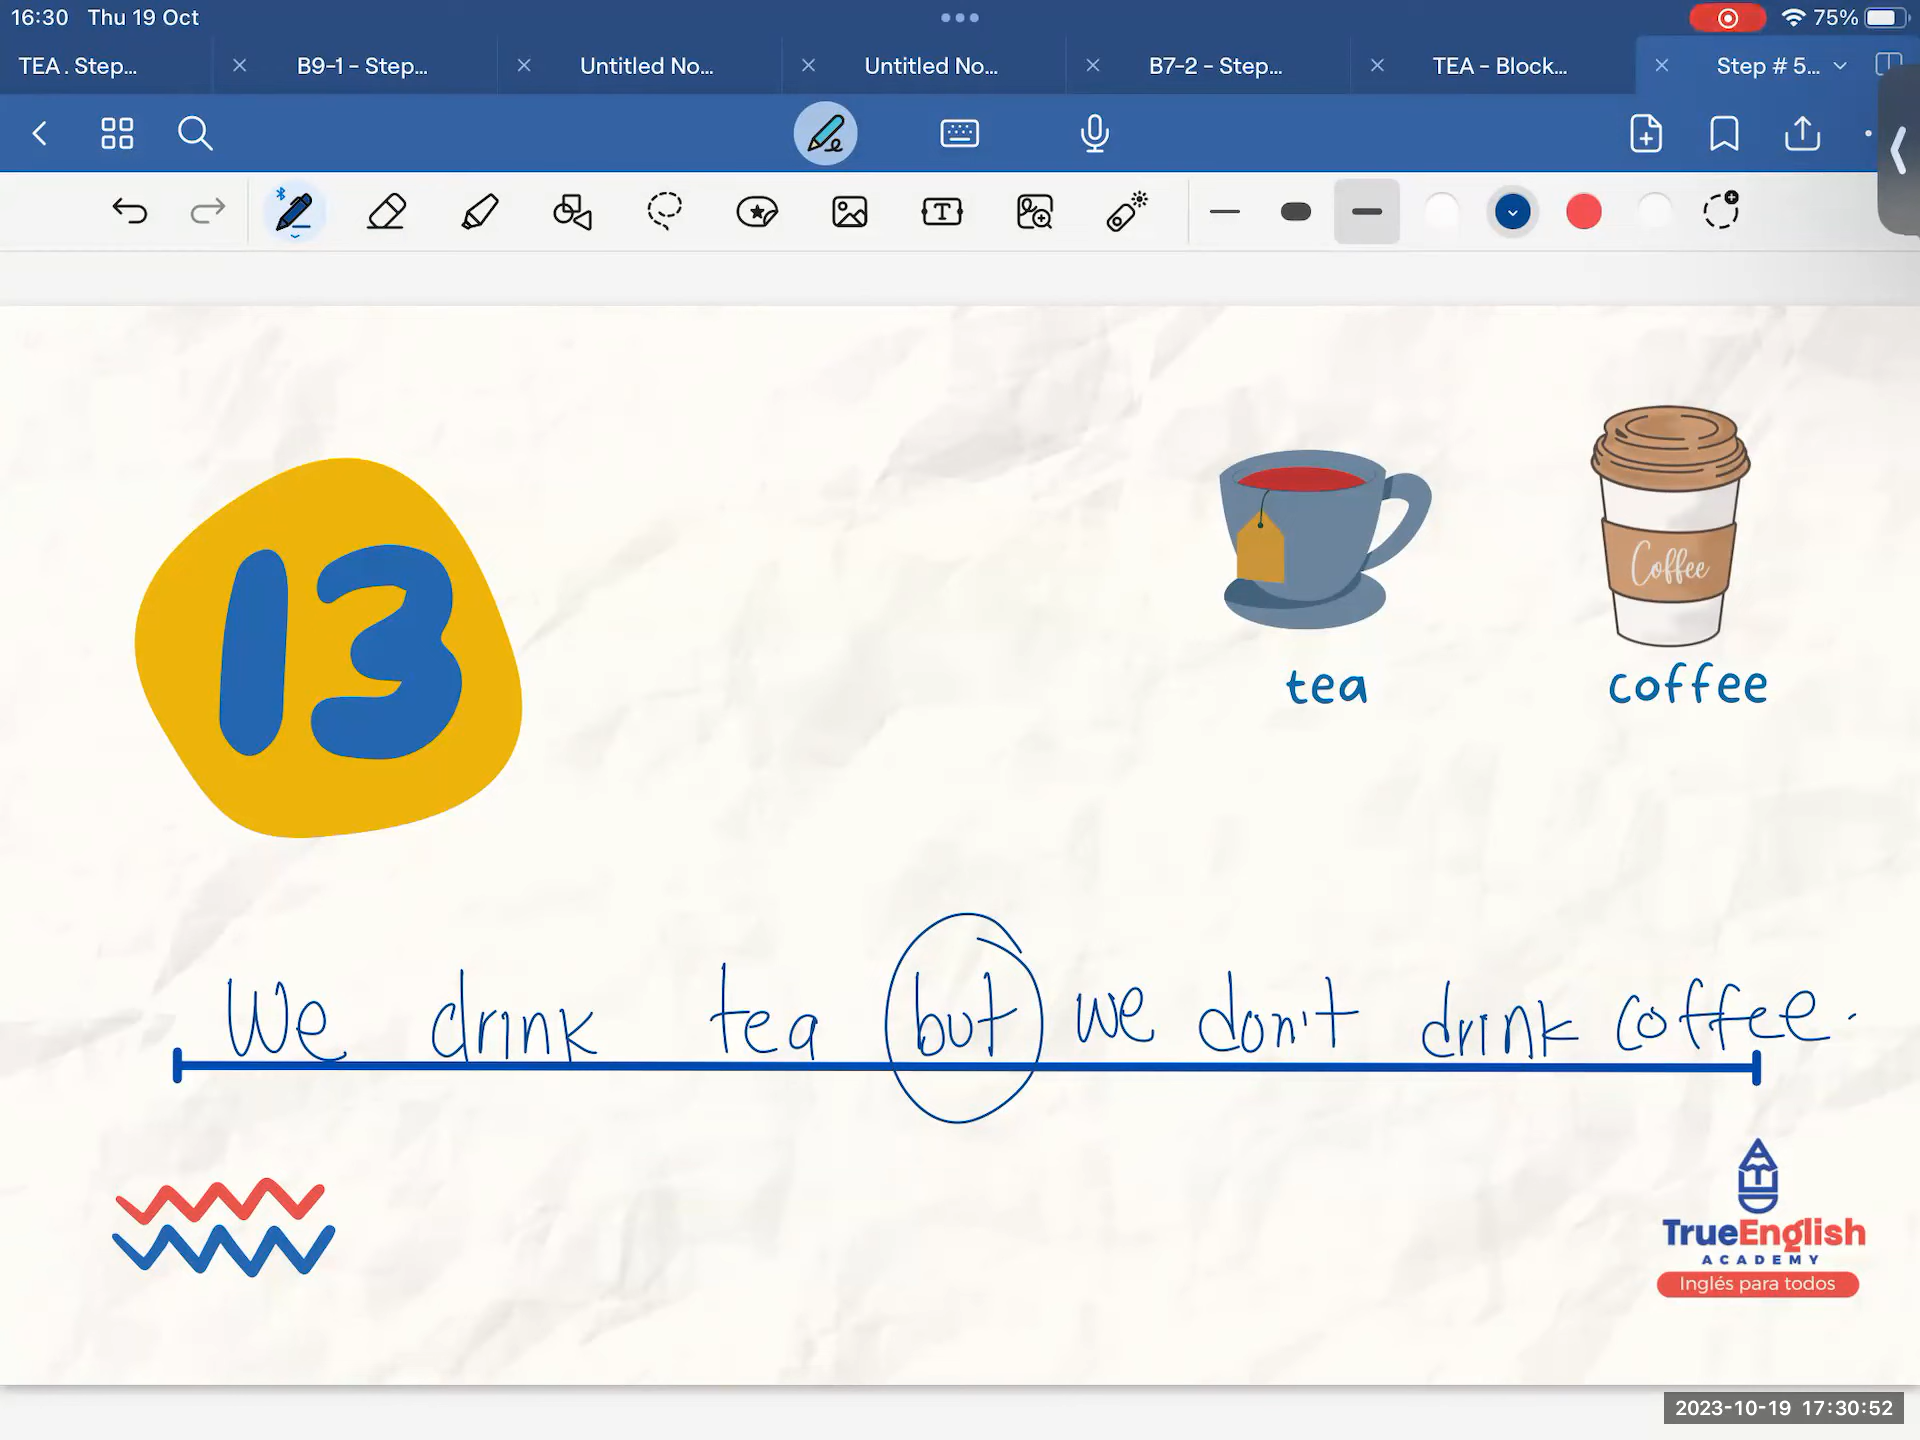 16:30 Thu 19 Oct
75%
TEA . Step...
B9-1 - Step...
Untitled No...
Untitled No...
B7-2 - Step...
TEA - Block...
Step # 5...
13
Coffee
tea
coffee
We drink tea but we don't drink coffee.
TrueEnglish
ACADEMY
Inglés para todos
2023-10-19 17:30:52